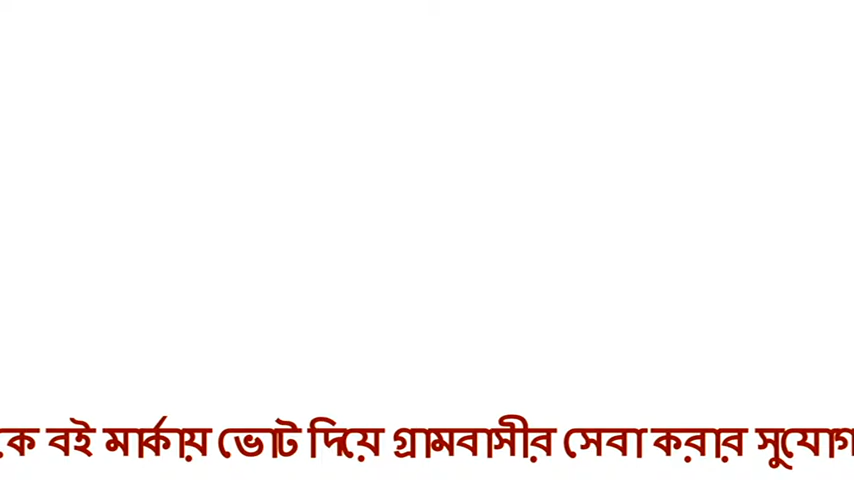 কে বই মার্কায় ভোট দিয়ে গ্রামবাসীর সেবা করার সুযোগ